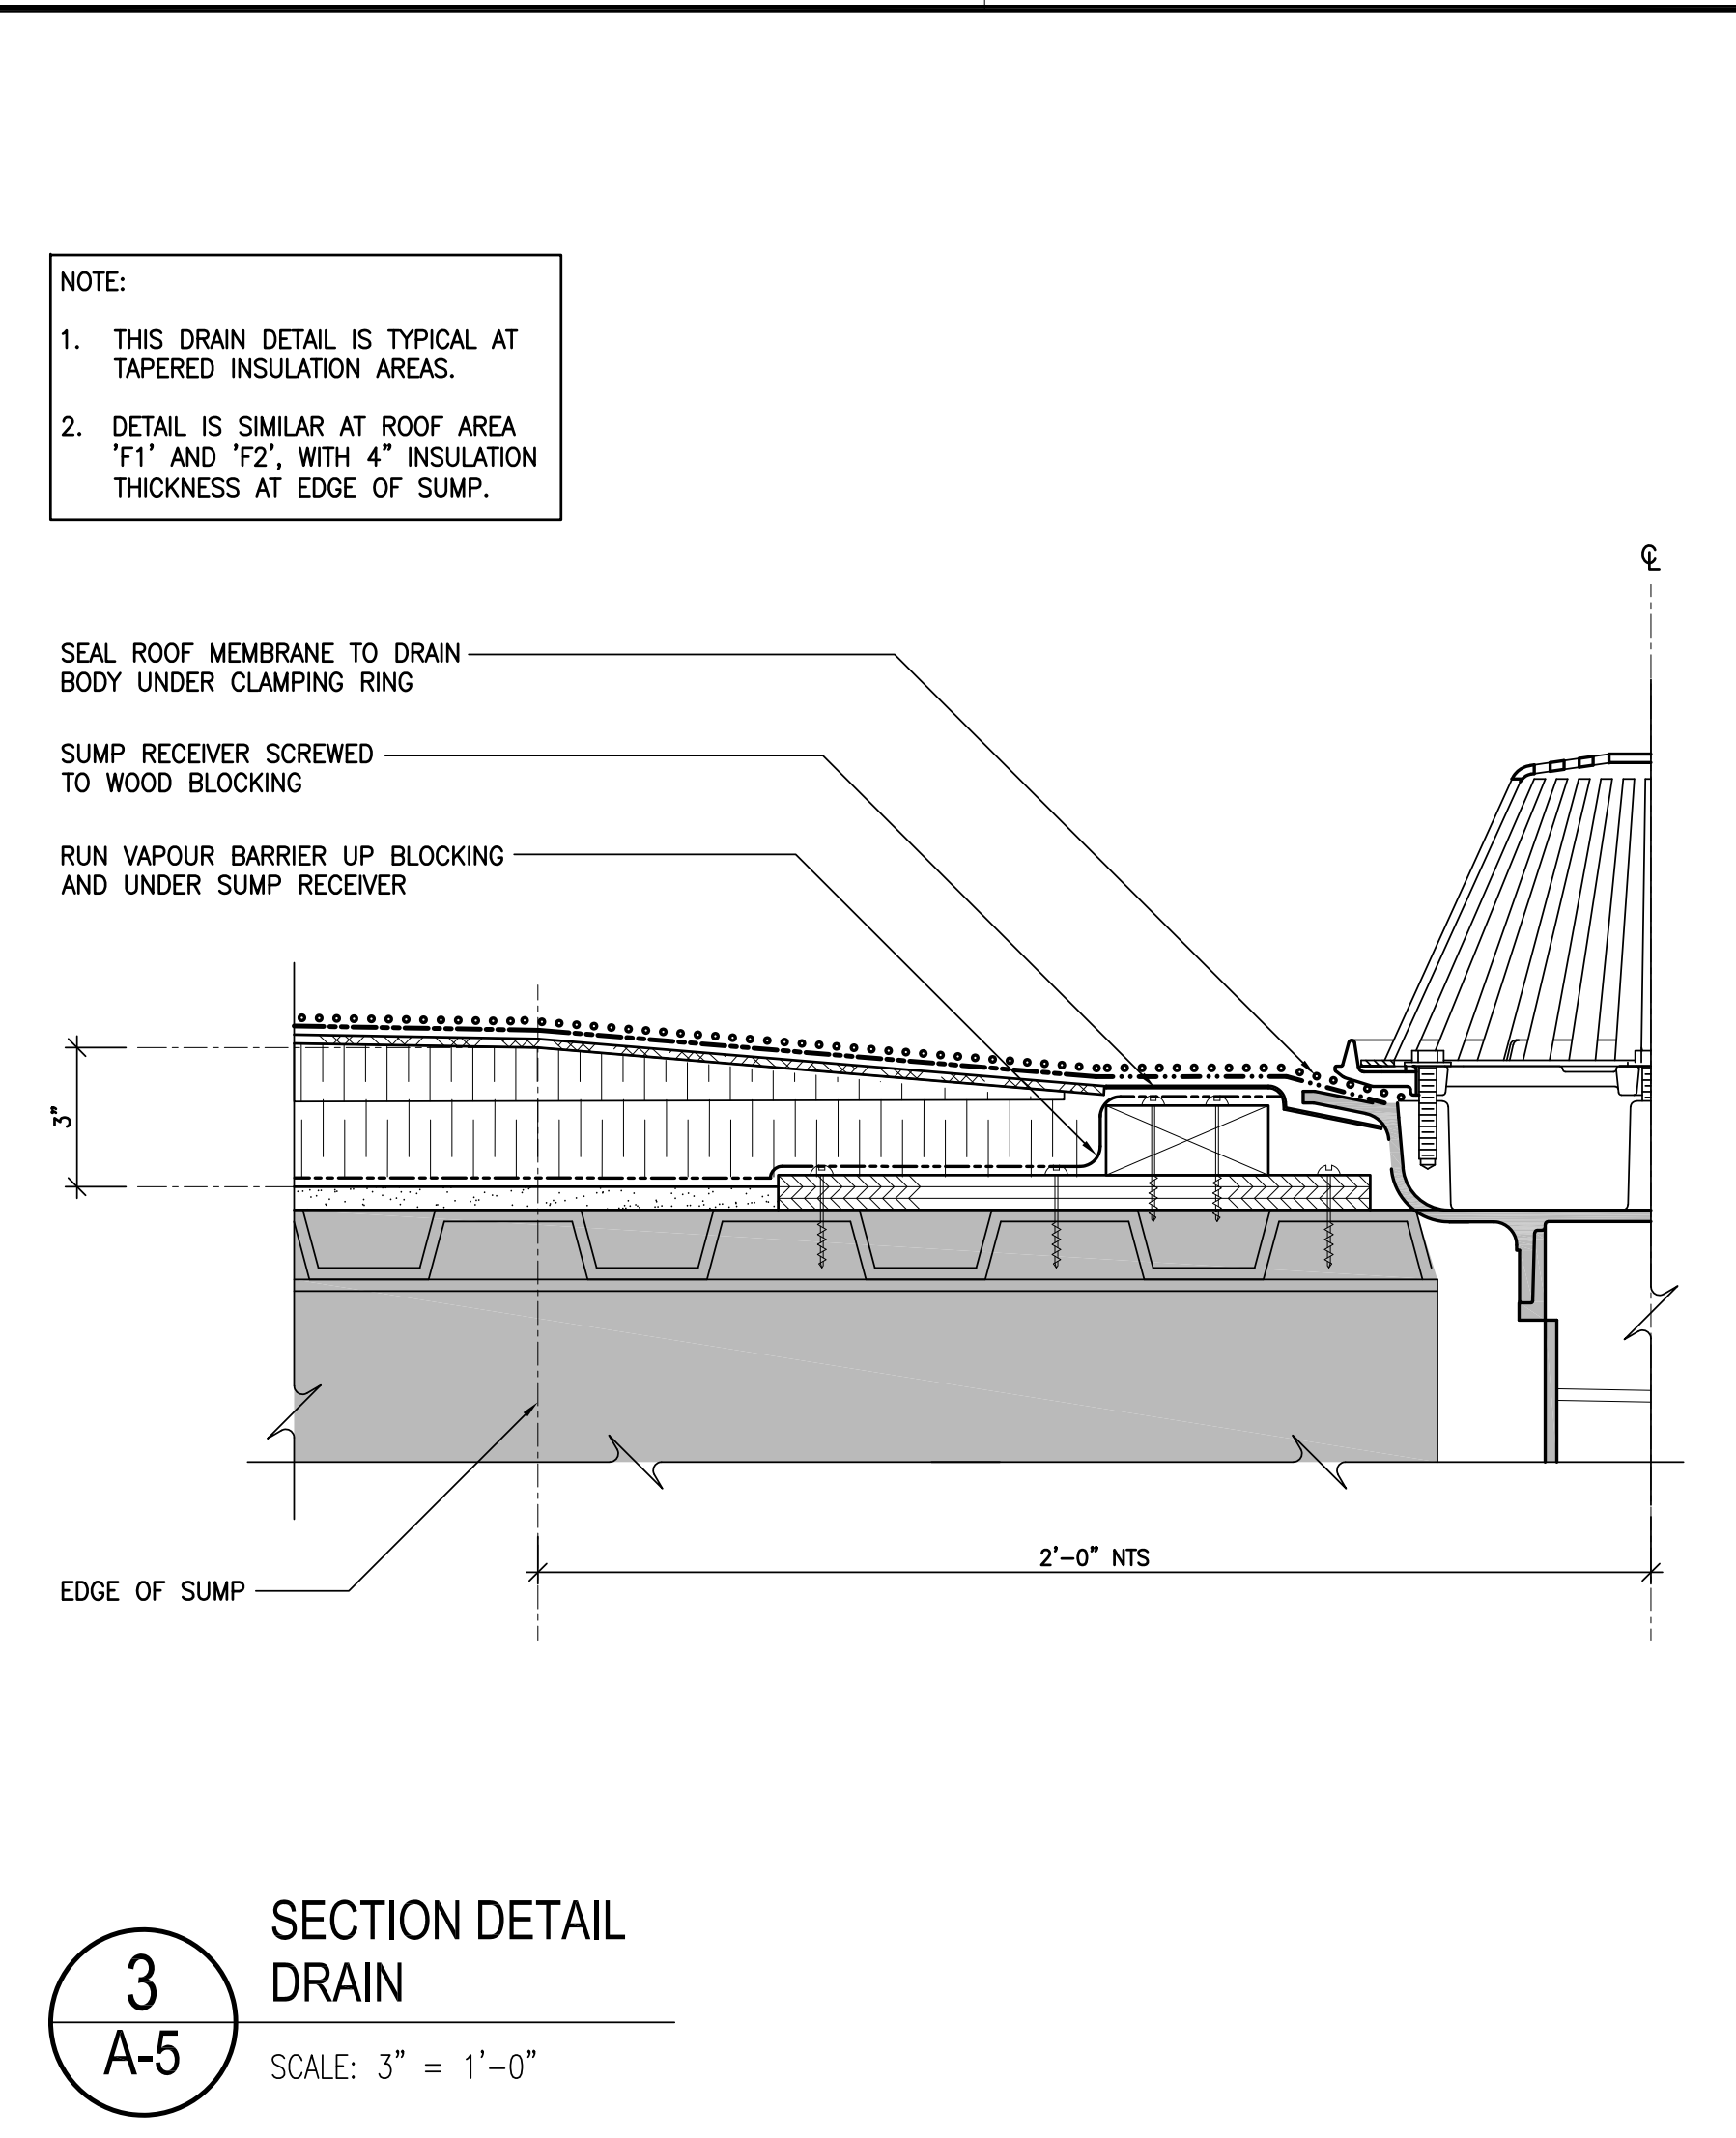 NOTE:
1. THIS DRAIN DETAIL IS TYPICAL AT
TAPERED INSULATION AREAS.
2. DETAIL IS SIMILAR AT ROOF AREA
'F1' AND 'F2', WITH 4" INSULATION
THICKNESS AT EDGE OF SUMP.
℄
SEAL ROOF MEMBRANE TO DRAIN
BODY UNDER CLAMPING RING
SUMP RECEIVER SCREWED
TO WOOD BLOCKING
RUN VAPOUR BARRIER UP BLOCKING
AND UNDER SUMP RECEIVER
3"
2'-0" NTS
EDGE OF SUMP
3
A-5
SECTION DETAIL
DRAIN
SCALE: 3" = 1'-0"